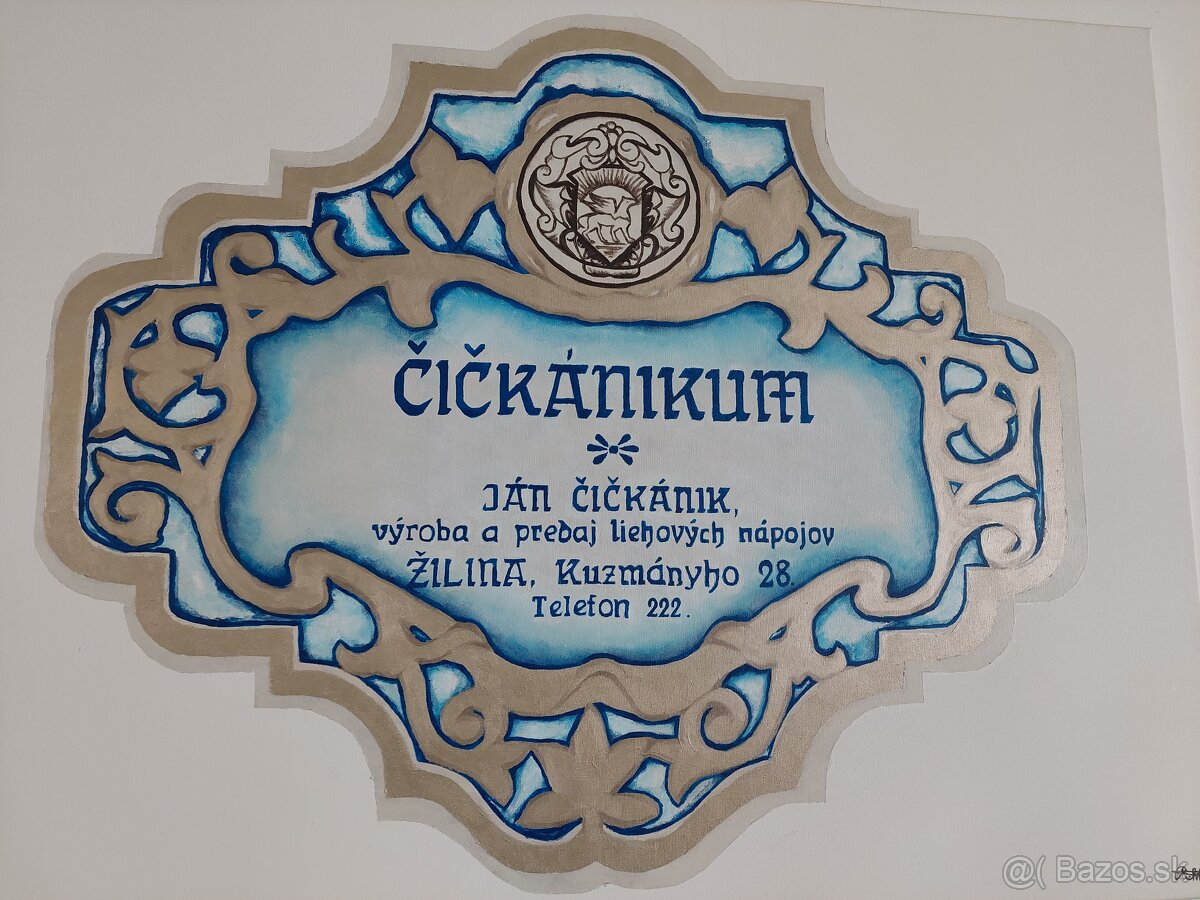 ČIČKÁNIKUM
JÁN ČIČKÁNIK,
výroba a predaj liehových nápojov
ŽILINA, Kuzmányho 28.
Telefon 222.
@( Bazos.sk